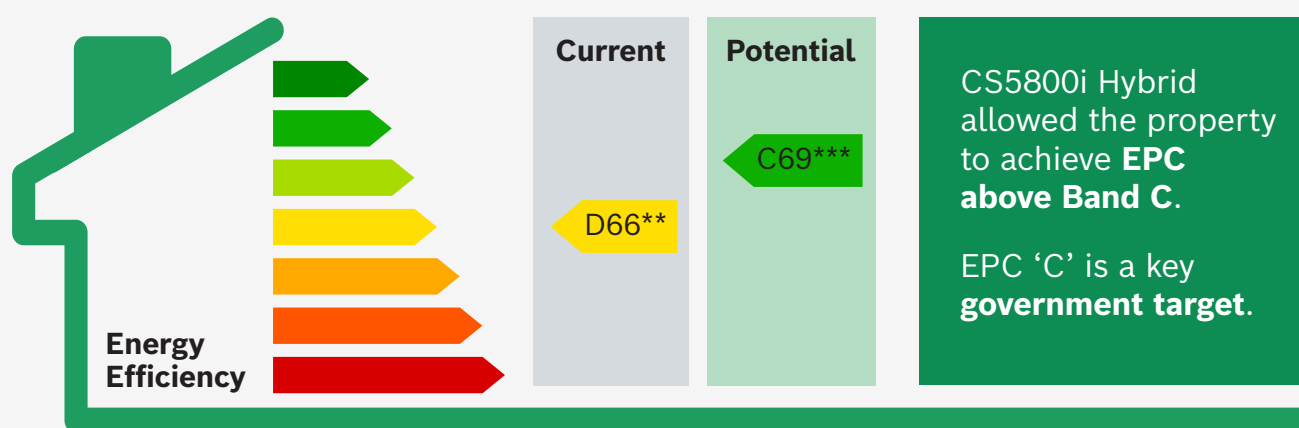 Current
Potential
C69***
D66**
Energy
Efficiency
CS5800i Hybrid
allowed the property
to achieve EPC
above Band C.
EPC ‘C’ is a key
government target.